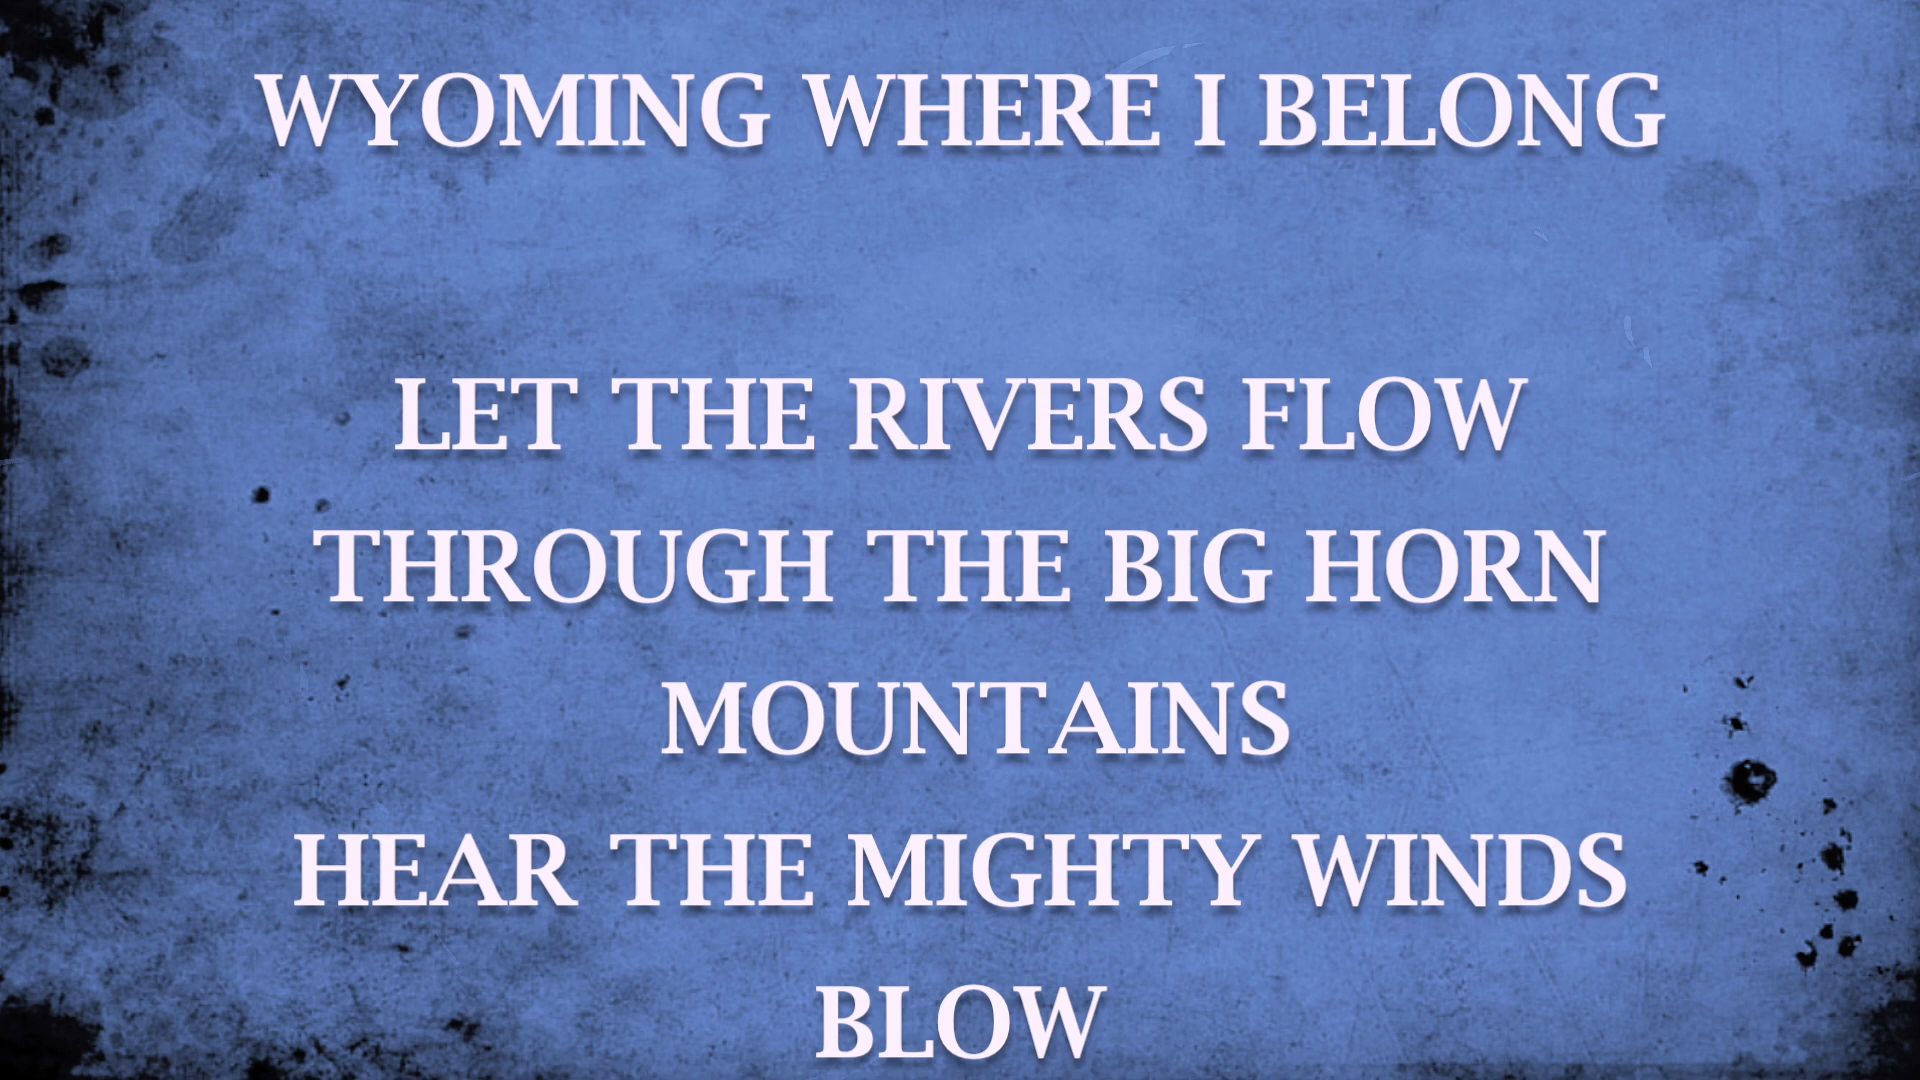 WYOMING WHERE I BELONG
LET THE RIVERS FLOW
THROUGH THE BIG HORN
MOUNTAINS
HEAR THE MIGHTY WINDS
BLOW